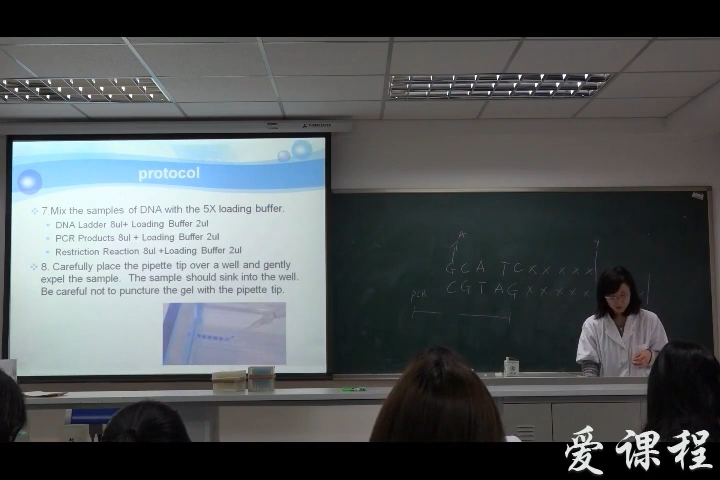 protocol
7.Mix the samples of DNA with the 5X loading buffer.
DNA Ladder 8ul+ Loading Buffer 2ul
PCR Products 8ul + Loading Buffer 2ul
Restriction Reaction 8ul +Loading Buffer 2ul
8. Carefully place the pipette tip over a well and gently
expel the sample. The sample should sink into the well.
Be careful not to puncture the gel with the pipette tip.
A
GCA TCxxxxx
CGTAGxxxxx
PCR
爱课程